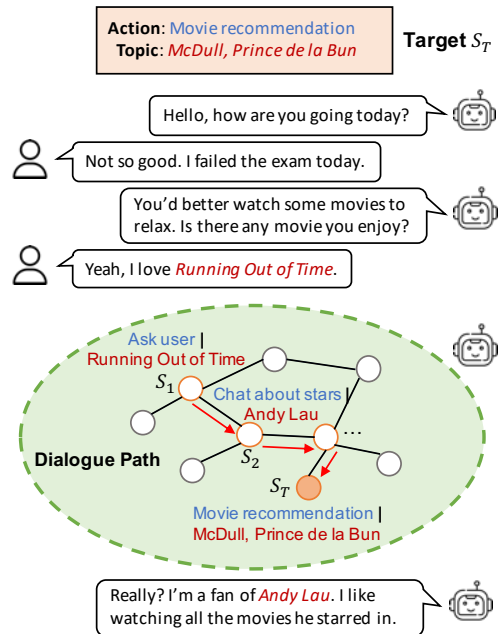 Action: Movie recommendation
Topic: McDull, Prince de la Bun
Target S_T
Hello, how are you going today?
Not so good. I failed the exam today.
You'd better watch some movies to
relax. Is there any movie you enjoy?
Yeah, I love Running Out of Time.
Ask user |
Running Out of Time
S_1
Chat about stars |
Andy Lau
...
S_2
Dialogue Path
S_T
Movie recommendation |
McDull, Prince de la Bun
Really? I'm a fan of Andy Lau. I like
watching all the movies he starred in.